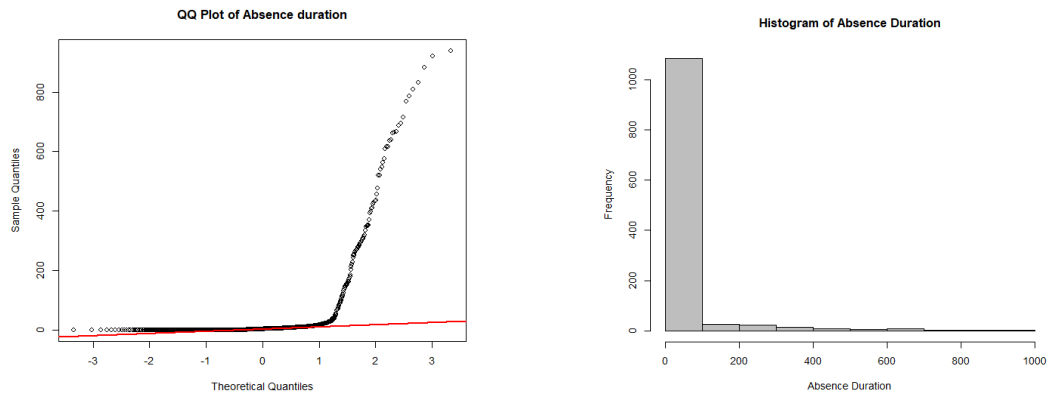 QQ Plot of Absence duration
Sample Quantiles
800
600
400
200
0
-3 -2 -1 0 1 2 3
Theoretical Quantiles
Histogram of Absence Duration
Frequency
1000
800
600
400
200
0
0 200 400 600 800 1000
Absence Duration